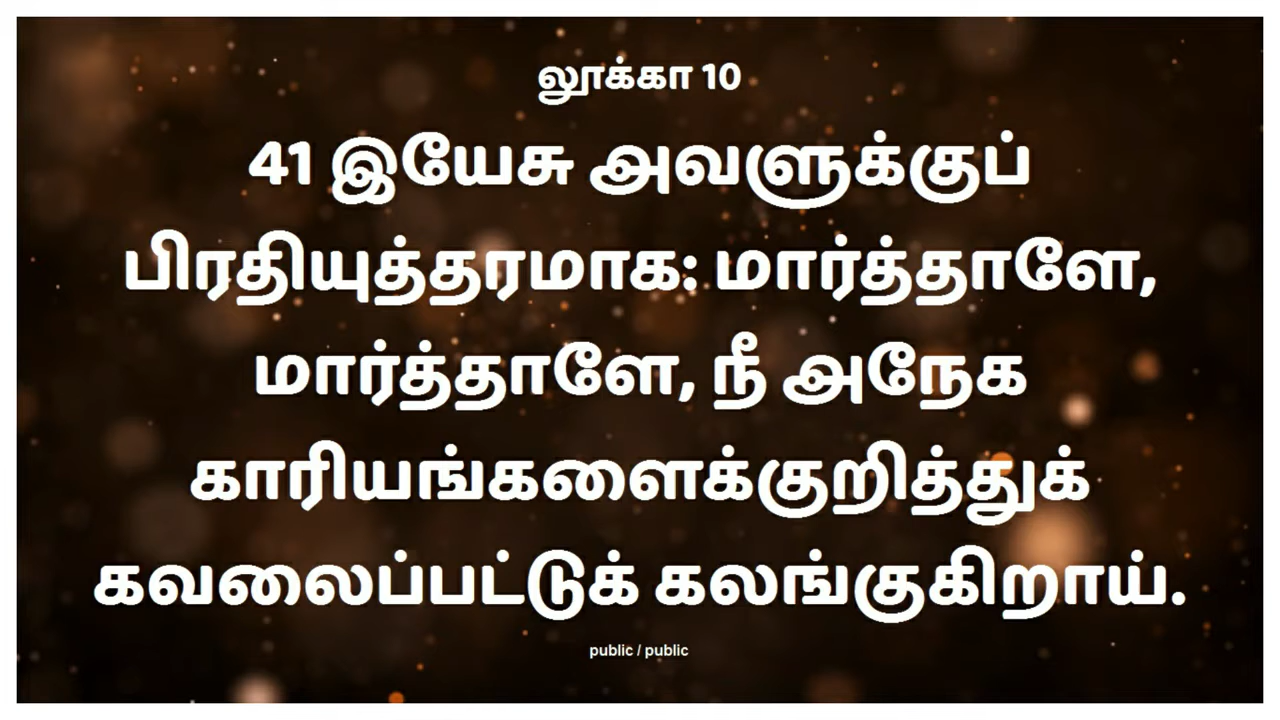 லூக்கா 10
41 இயேசு அவளுக்குப்
பிரதியுத்தரமாக: மார்த்தாளே,
மார்த்தாளே, நீ அநேக
காரியங்களைக்குறித்துக்
கவலைப்பட்டுக் கலங்குகிறாய்.
public / public